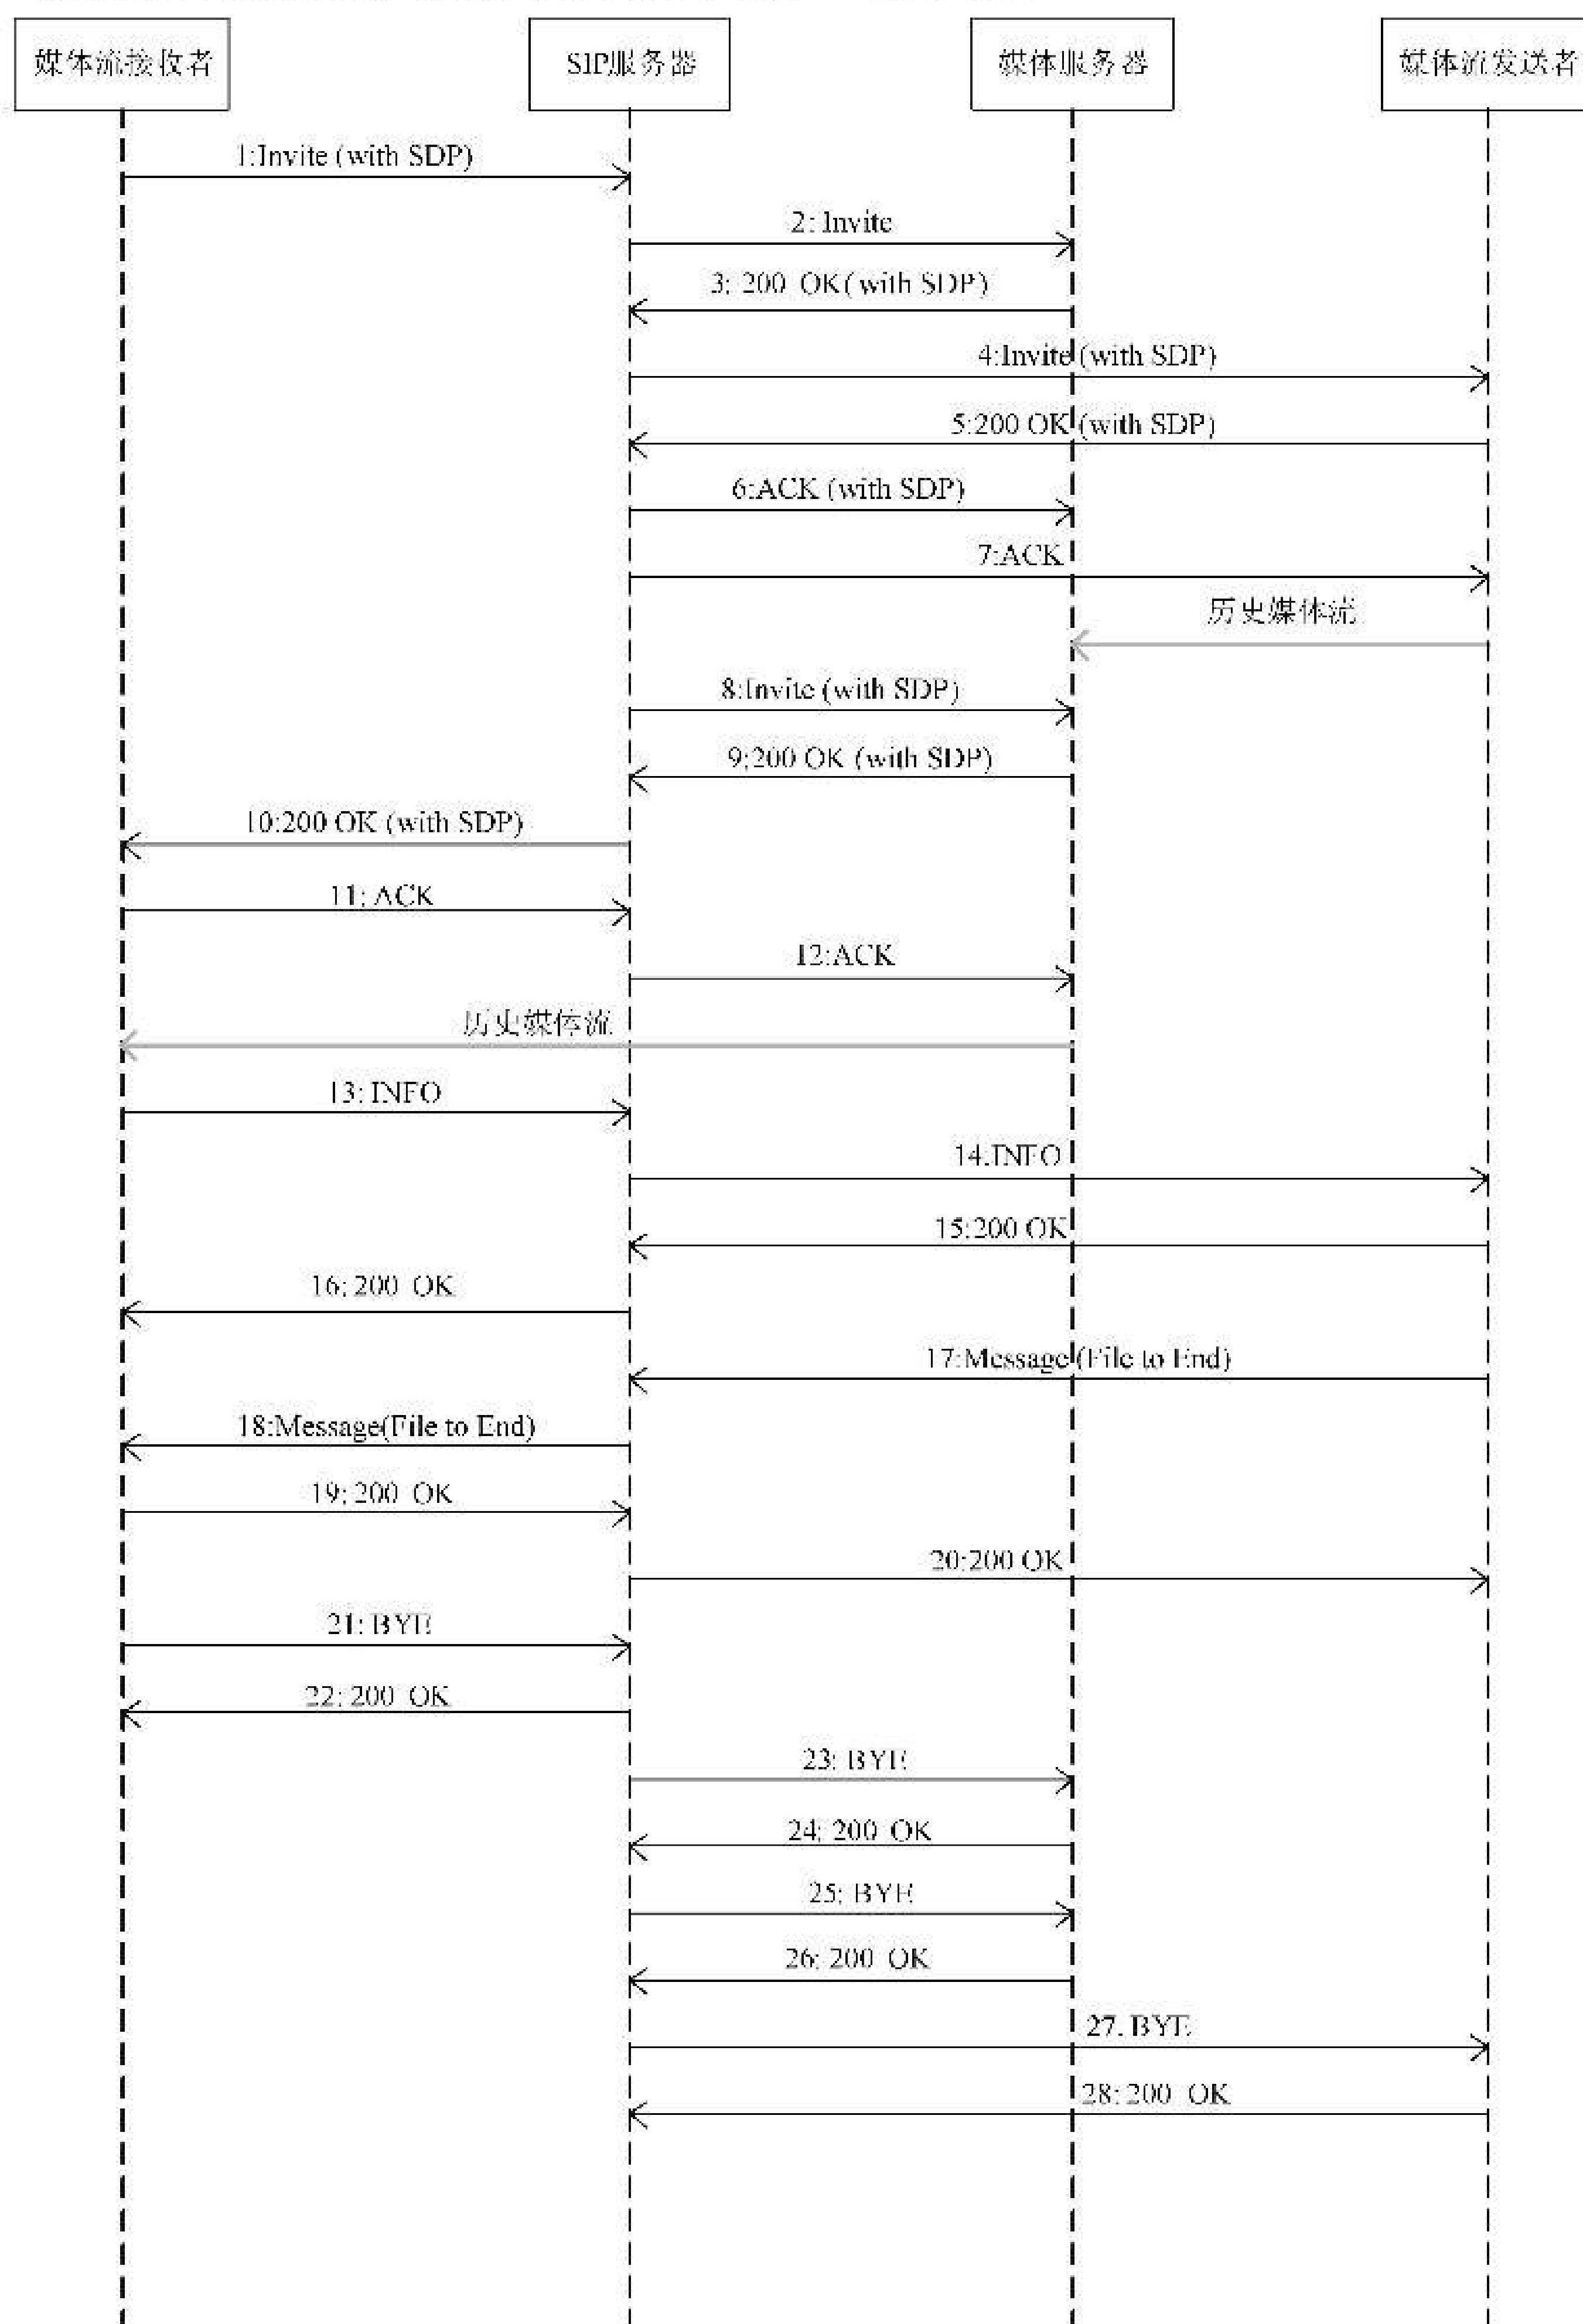 媒体流接收者
SIP服务器
媒体服务器
媒体流发送者
1:Invite (with SDP)
2: Invite
3: 200 OK(with SDP)
4:Invite (with SDP)
5:200 OK (with SDP)
6:ACK (with SDP)
7:ACK
历史媒体流
8:Invite (with SDP)
9:200 OK (with SDP)
10:200 OK (with SDP)
11: ACK
12:ACK
历史媒体流
13: INFO
14.INFO
15:200 OK
16: 200 OK
17:Message (File to End)
18:Message(File to End)
19: 200 OK
20:200 OK
21: BYE
22: 200 OK
23: BYE
24: 200 OK
25: BYE
26: 200 OK
27. BYE
28: 200 OK